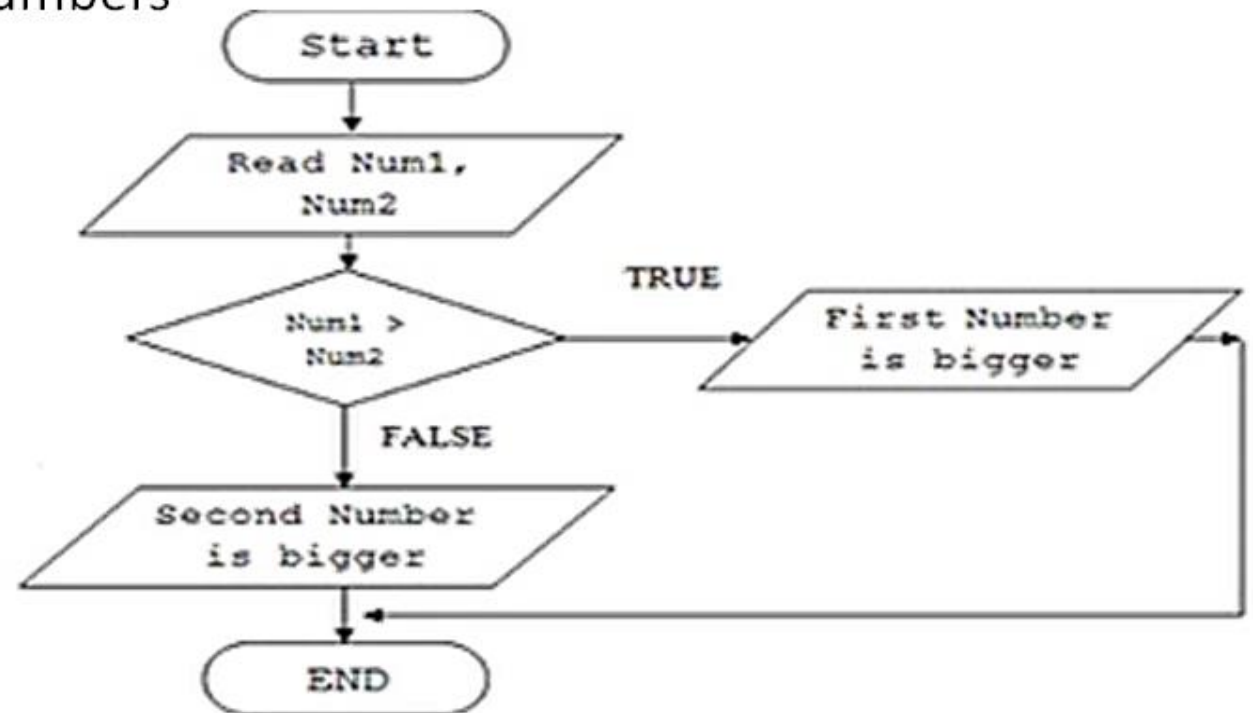 Start
Read Num1,
Num2
TRUE
Num1 >
Num2
First Number
is bigger
FALSE
Second Number
is bigger
END